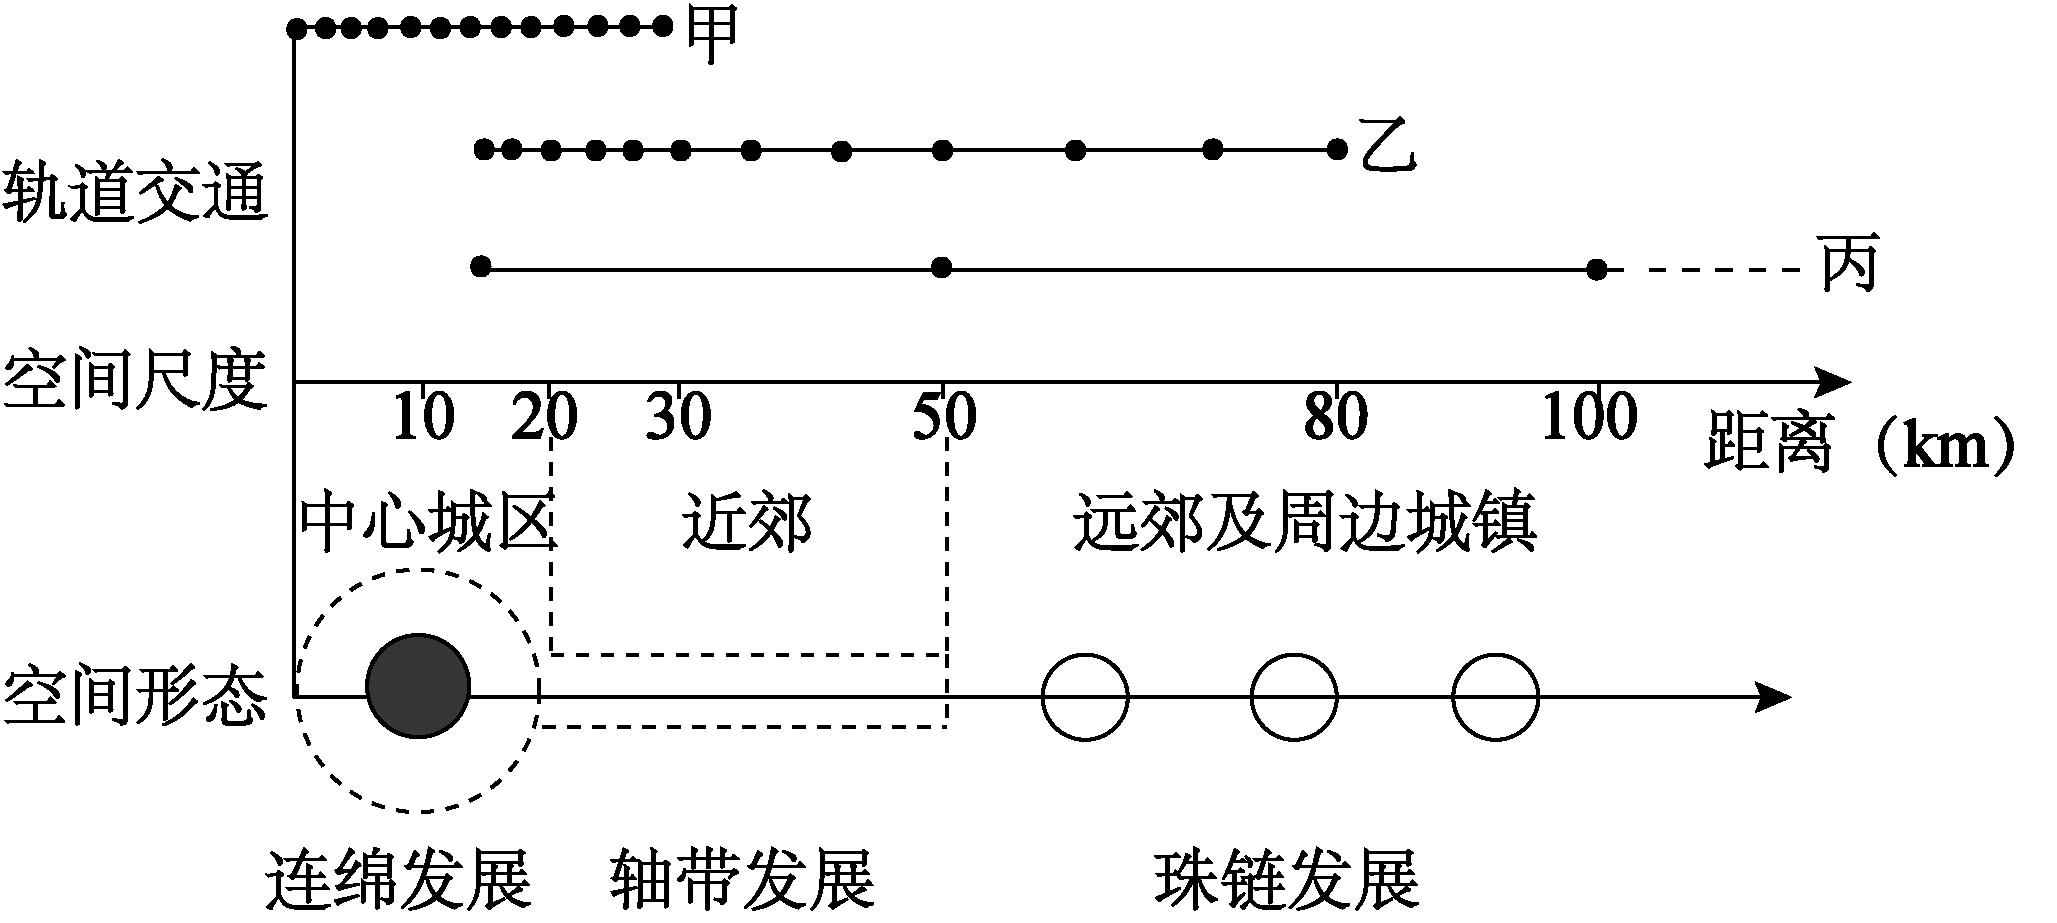 甲
乙
轨道交通
丙
空间尺度
10 20 30 50 80 100
距离（km）
中心城区 近郊 远郊及周边城镇
空间形态
连绵发展 轴带发展 珠链发展